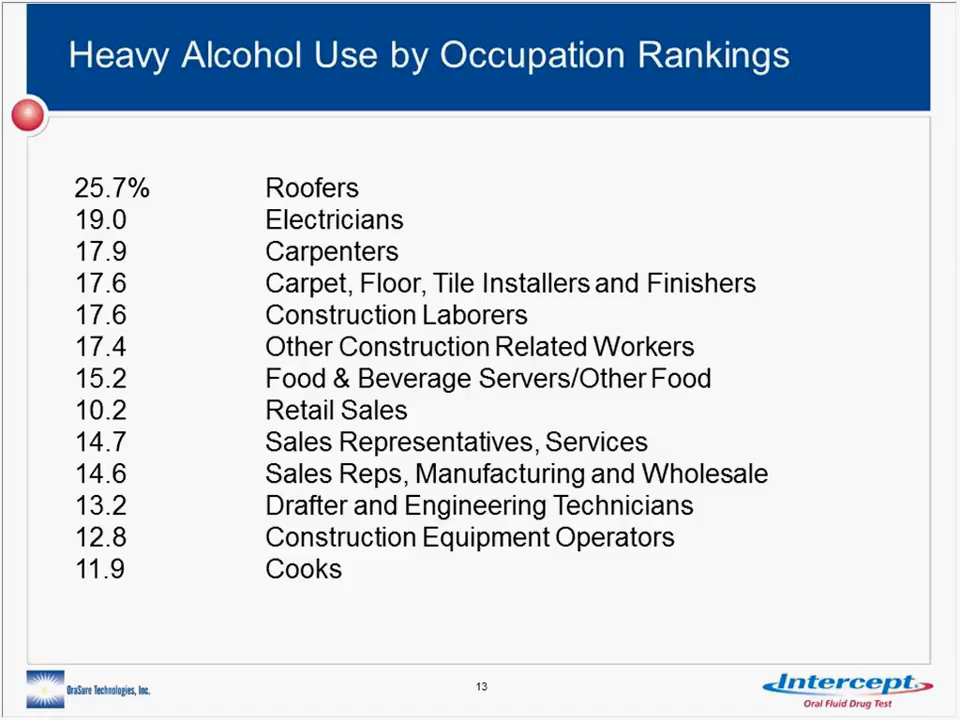 Heavy Alcohol Use by Occupation Rankings
25.7% Roofers
19.0 Electricians
17.9 Carpenters
17.6 Carpet, Floor, Tile Installers and Finishers
17.6 Construction Laborers
17.4 Other Construction Related Workers
15.2 Food & Beverage Servers/Other Food
10.2 Retail Sales
14.7 Sales Representatives, Services
14.6 Sales Reps, Manufacturing and Wholesale
13.2 Drafter and Engineering Technicians
12.8 Construction Equipment Operators
11.9 Cooks
OraSure Technologies, Inc.
13
Intercept
Oral Fluid Drug Test